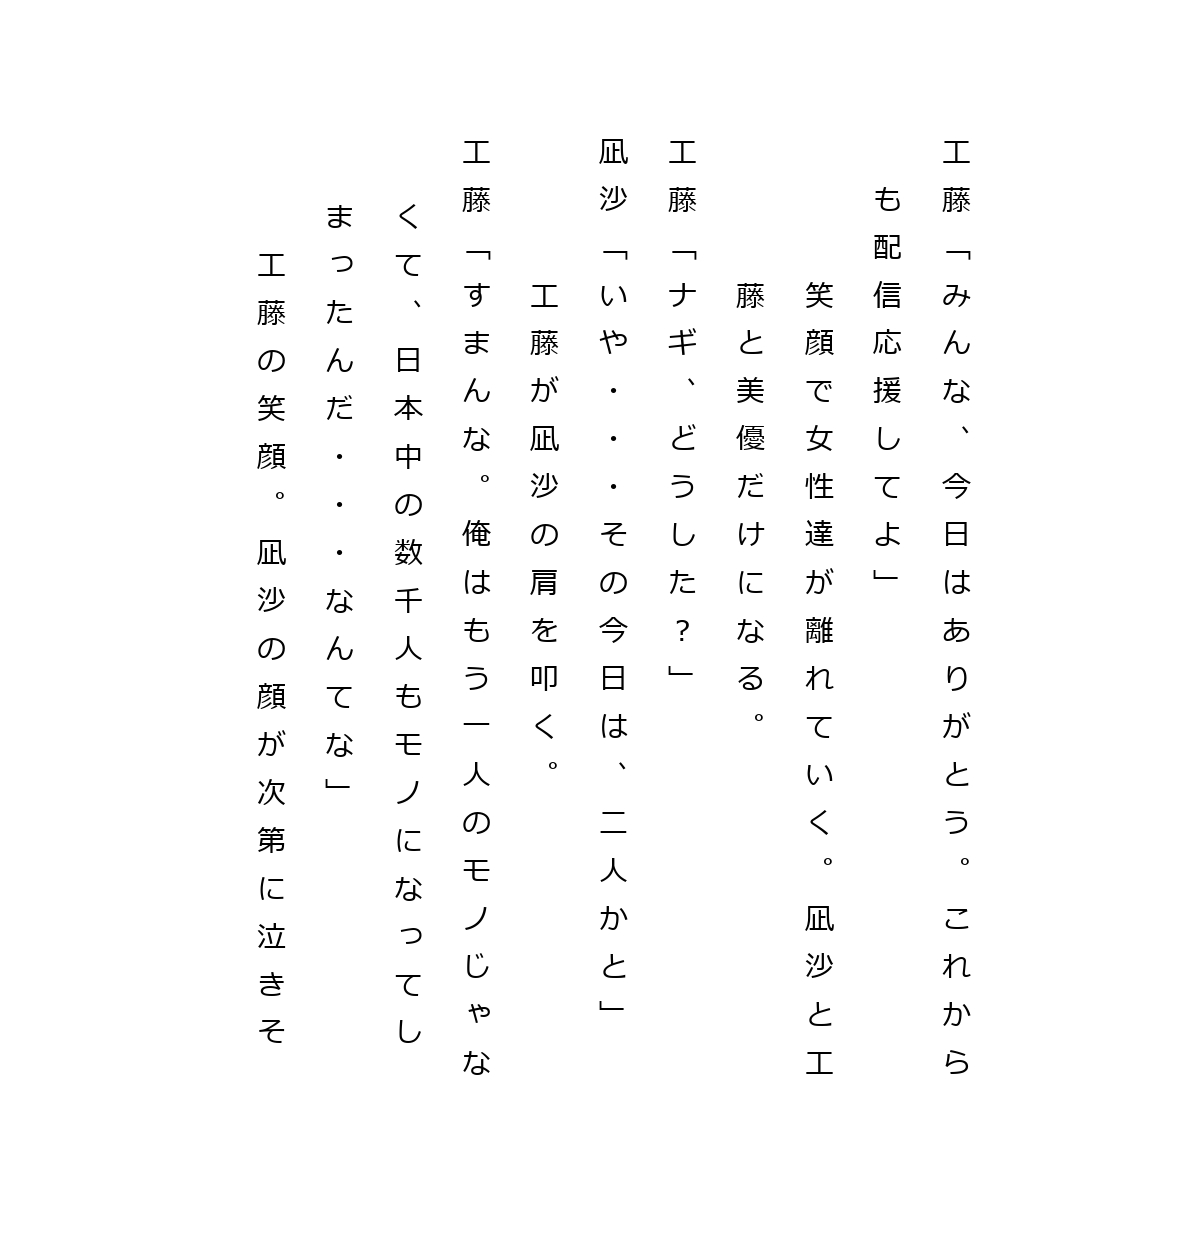 工藤「みんな、今日はありがとう。これから
も配信応援してよ」
笑顔で女性達が離れていく。凪沙と工
藤と美優だけになる。
工藤「ナギ、どうした？」
凪沙「いや・・・その今日は、二人かと」
工藤が凪沙の肩を叩く。
工藤「すまんな。俺はもう一人のモノじゃな
くて、日本中の数千人もモノになってし
まったんだ・・・なんてな」
工藤の笑顔。凪沙の顔が次第に泣きそ